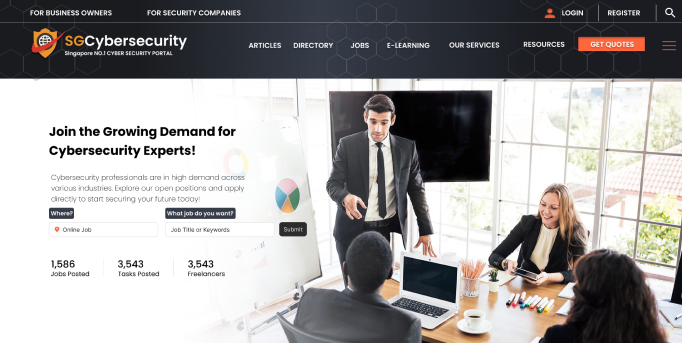 FOR BUSINESS OWNERS FOR SECURITY COMPANIES LOGIN REGISTER
SGCybersecurity
Singapore NO.1 CYBER SECURITY PORTAL
ARTICLES DIRECTORY JOBS E-LEARNING OUR SERVICES RESOURCES GET QUOTES
Join the Growing Demand for
Cybersecurity Experts!
Cybersecurity professionals are in high demand across
various industries. Explore our open positions and apply
directly to start securing your future today!
Where? What job do you want?
Online Job Job Title or Keywords Submit
1,586 3,543 3,543
Jobs Posted Tasks Posted Freelancers